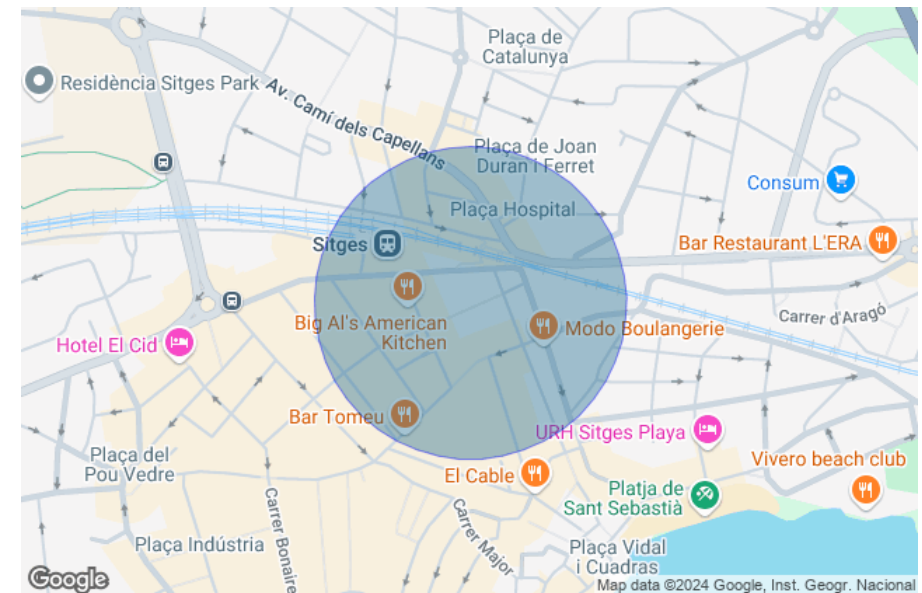 Plaça de
Catalunya
Residència Sitges Park
Av. Camí dels Capellans
Plaça de Joan
Duran i Ferret
Consum
Plaça Hospital
Sitges
Bar Restaurant L'ERA
Big Al's American
Kitchen
Modo Boulangerie
Carrer d'Aragó
Hotel El Cid
Bar Tomeu
URH Sitges Playa
Plaça del
Pou Vedre
El Cable
Vivero beach club
Platja de
Sant Sebastià
Carrer Bonaire
Carrer Major
Plaça Indústria
Plaça Vidal
i Cuadras
Google
Map data ©2024 Google, Inst. Geogr. Nacional